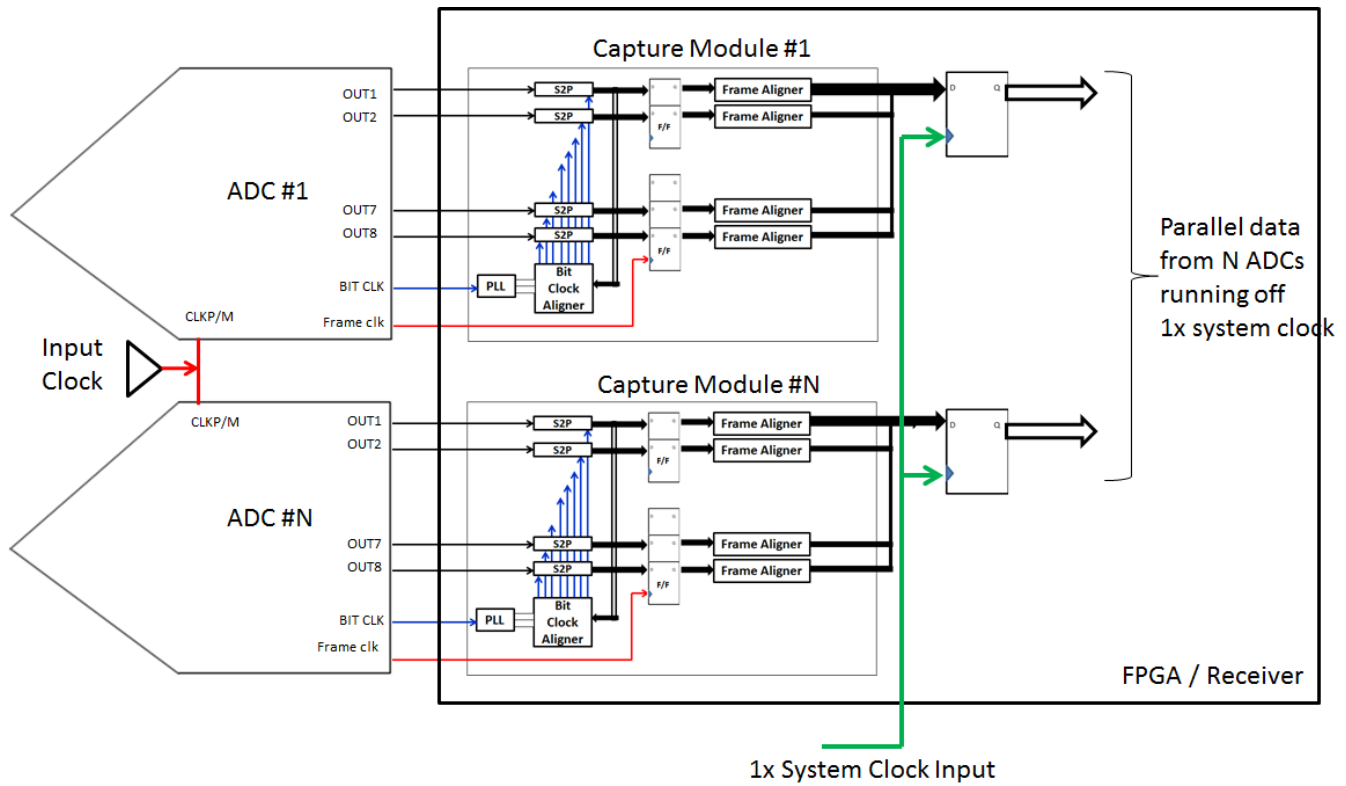 Capture Module #1
OUT1
S2P
Frame Aligner
D
Q
OUT2
S2P
F/F
Frame Aligner
ADC #1
OUT7
S2P
Frame Aligner
OUT8
S2P
F/F
Frame Aligner
BIT CLK
PLL
Bit
Clock
Aligner
Frame clk
CLKP/M
Input
Clock
Parallel data
from N ADCs
running off
1x system clock
Capture Module #N
CLKP/M
OUT1
S2P
Frame Aligner
D
Q
OUT2
S2P
F/F
Frame Aligner
ADC #N
OUT7
S2P
Frame Aligner
OUT8
S2P
F/F
Frame Aligner
BIT CLK
PLL
Bit
Clock
Aligner
Frame clk
FPGA / Receiver
1x System Clock Input